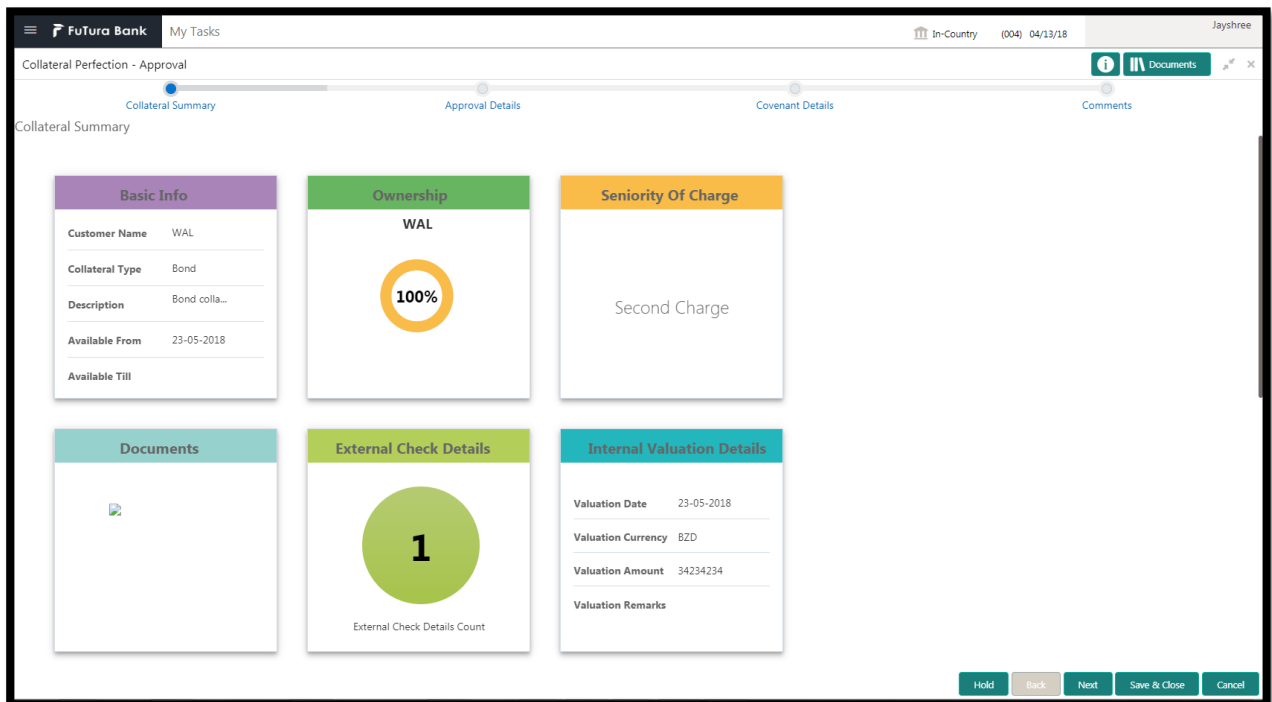 FuTura Bank My Tasks In-Country (004) 04/13/18 Jayshree
Collateral Perfection - Approval Documents
Collateral Summary Approval Details Covenant Details Comments
Collateral Summary
Basic Info
Customer Name WAL
Collateral Type Bond
Description Bond colla...
Available From 23-05-2018
Available Till
Ownership
WAL
100%
Seniority Of Charge
Second Charge
Documents
External Check Details
1
External Check Details Count
Internal Valuation Details
Valuation Date 23-05-2018
Valuation Currency BZD
Valuation Amount 34234234
Valuation Remarks
Hold Back Next Save & Close Cancel